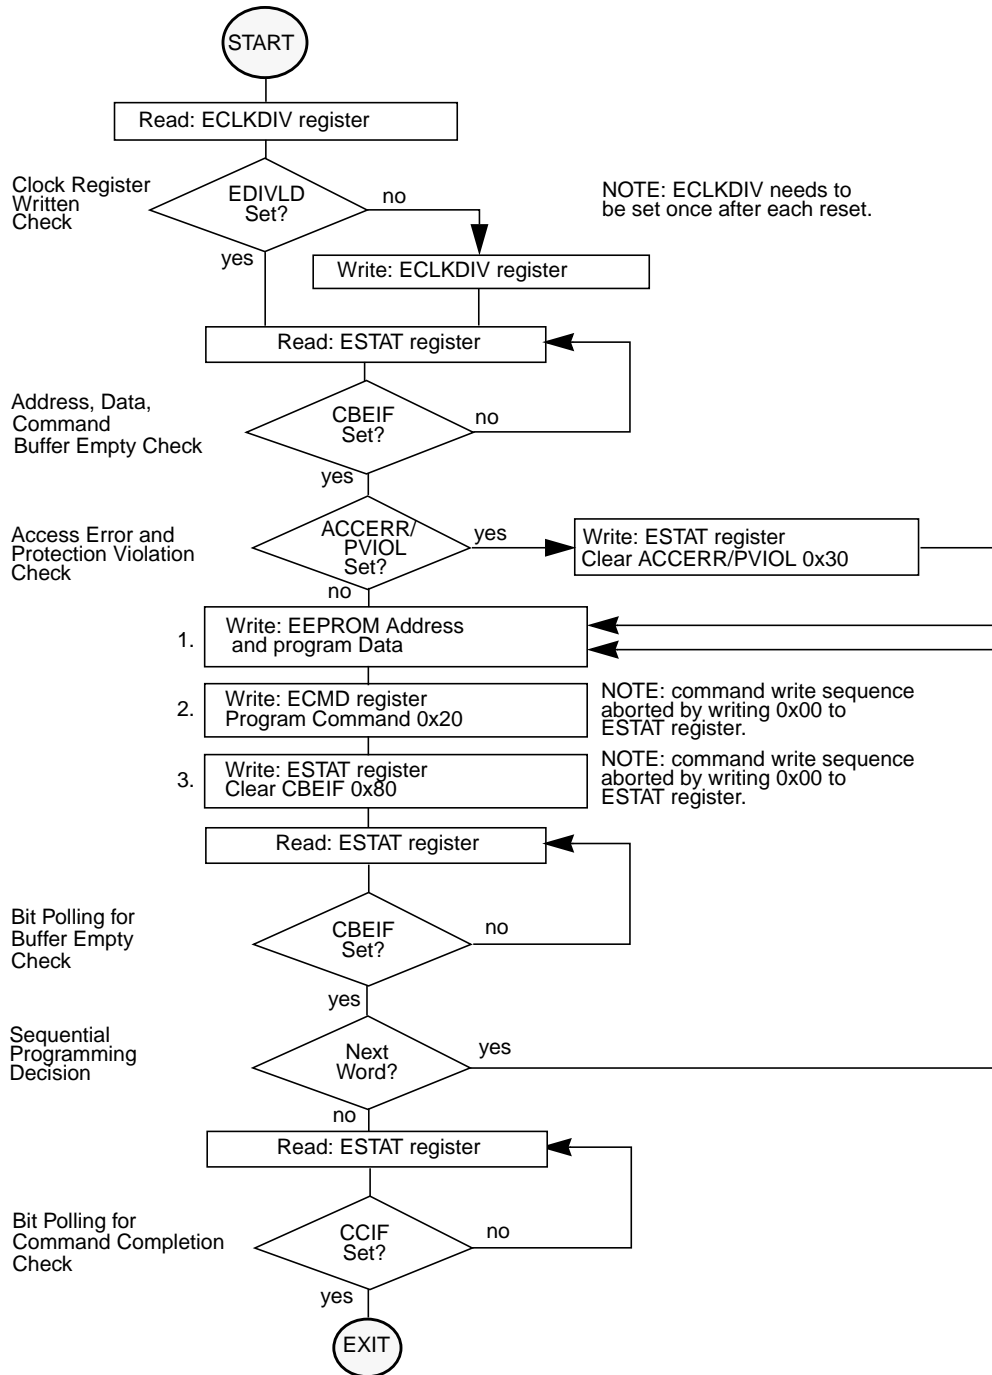 START
Read: ECLKDIV register
Clock Register
Written
Check
EDIVLD
Set?
no
yes
NOTE: ECLKDIV needs to
be set once after each reset.
Write: ECLKDIV register
Read: ESTAT register
Address, Data,
Command
Buffer Empty Check
CBEIF
Set?
no
yes
Access Error and
Protection Violation
Check
ACCERR/
PVIOL
Set?
yes
no
Write: ESTAT register
Clear ACCERR/PVIOL 0x30
1.
Write: EEPROM Address
and program Data
2.
Write: ECMD register
Program Command 0x20
NOTE: command write sequence
aborted by writing 0x00 to
ESTAT register.
3.
Write: ESTAT register
Clear CBEIF 0x80
NOTE: command write sequence
aborted by writing 0x00 to
ESTAT register.
Read: ESTAT register
Bit Polling for
Buffer Empty
Check
CBEIF
Set?
no
yes
Sequential
Programming
Decision
Next
Word?
yes
no
Read: ESTAT register
Bit Polling for
Command Completion
Check
CCIF
Set?
no
yes
EXIT